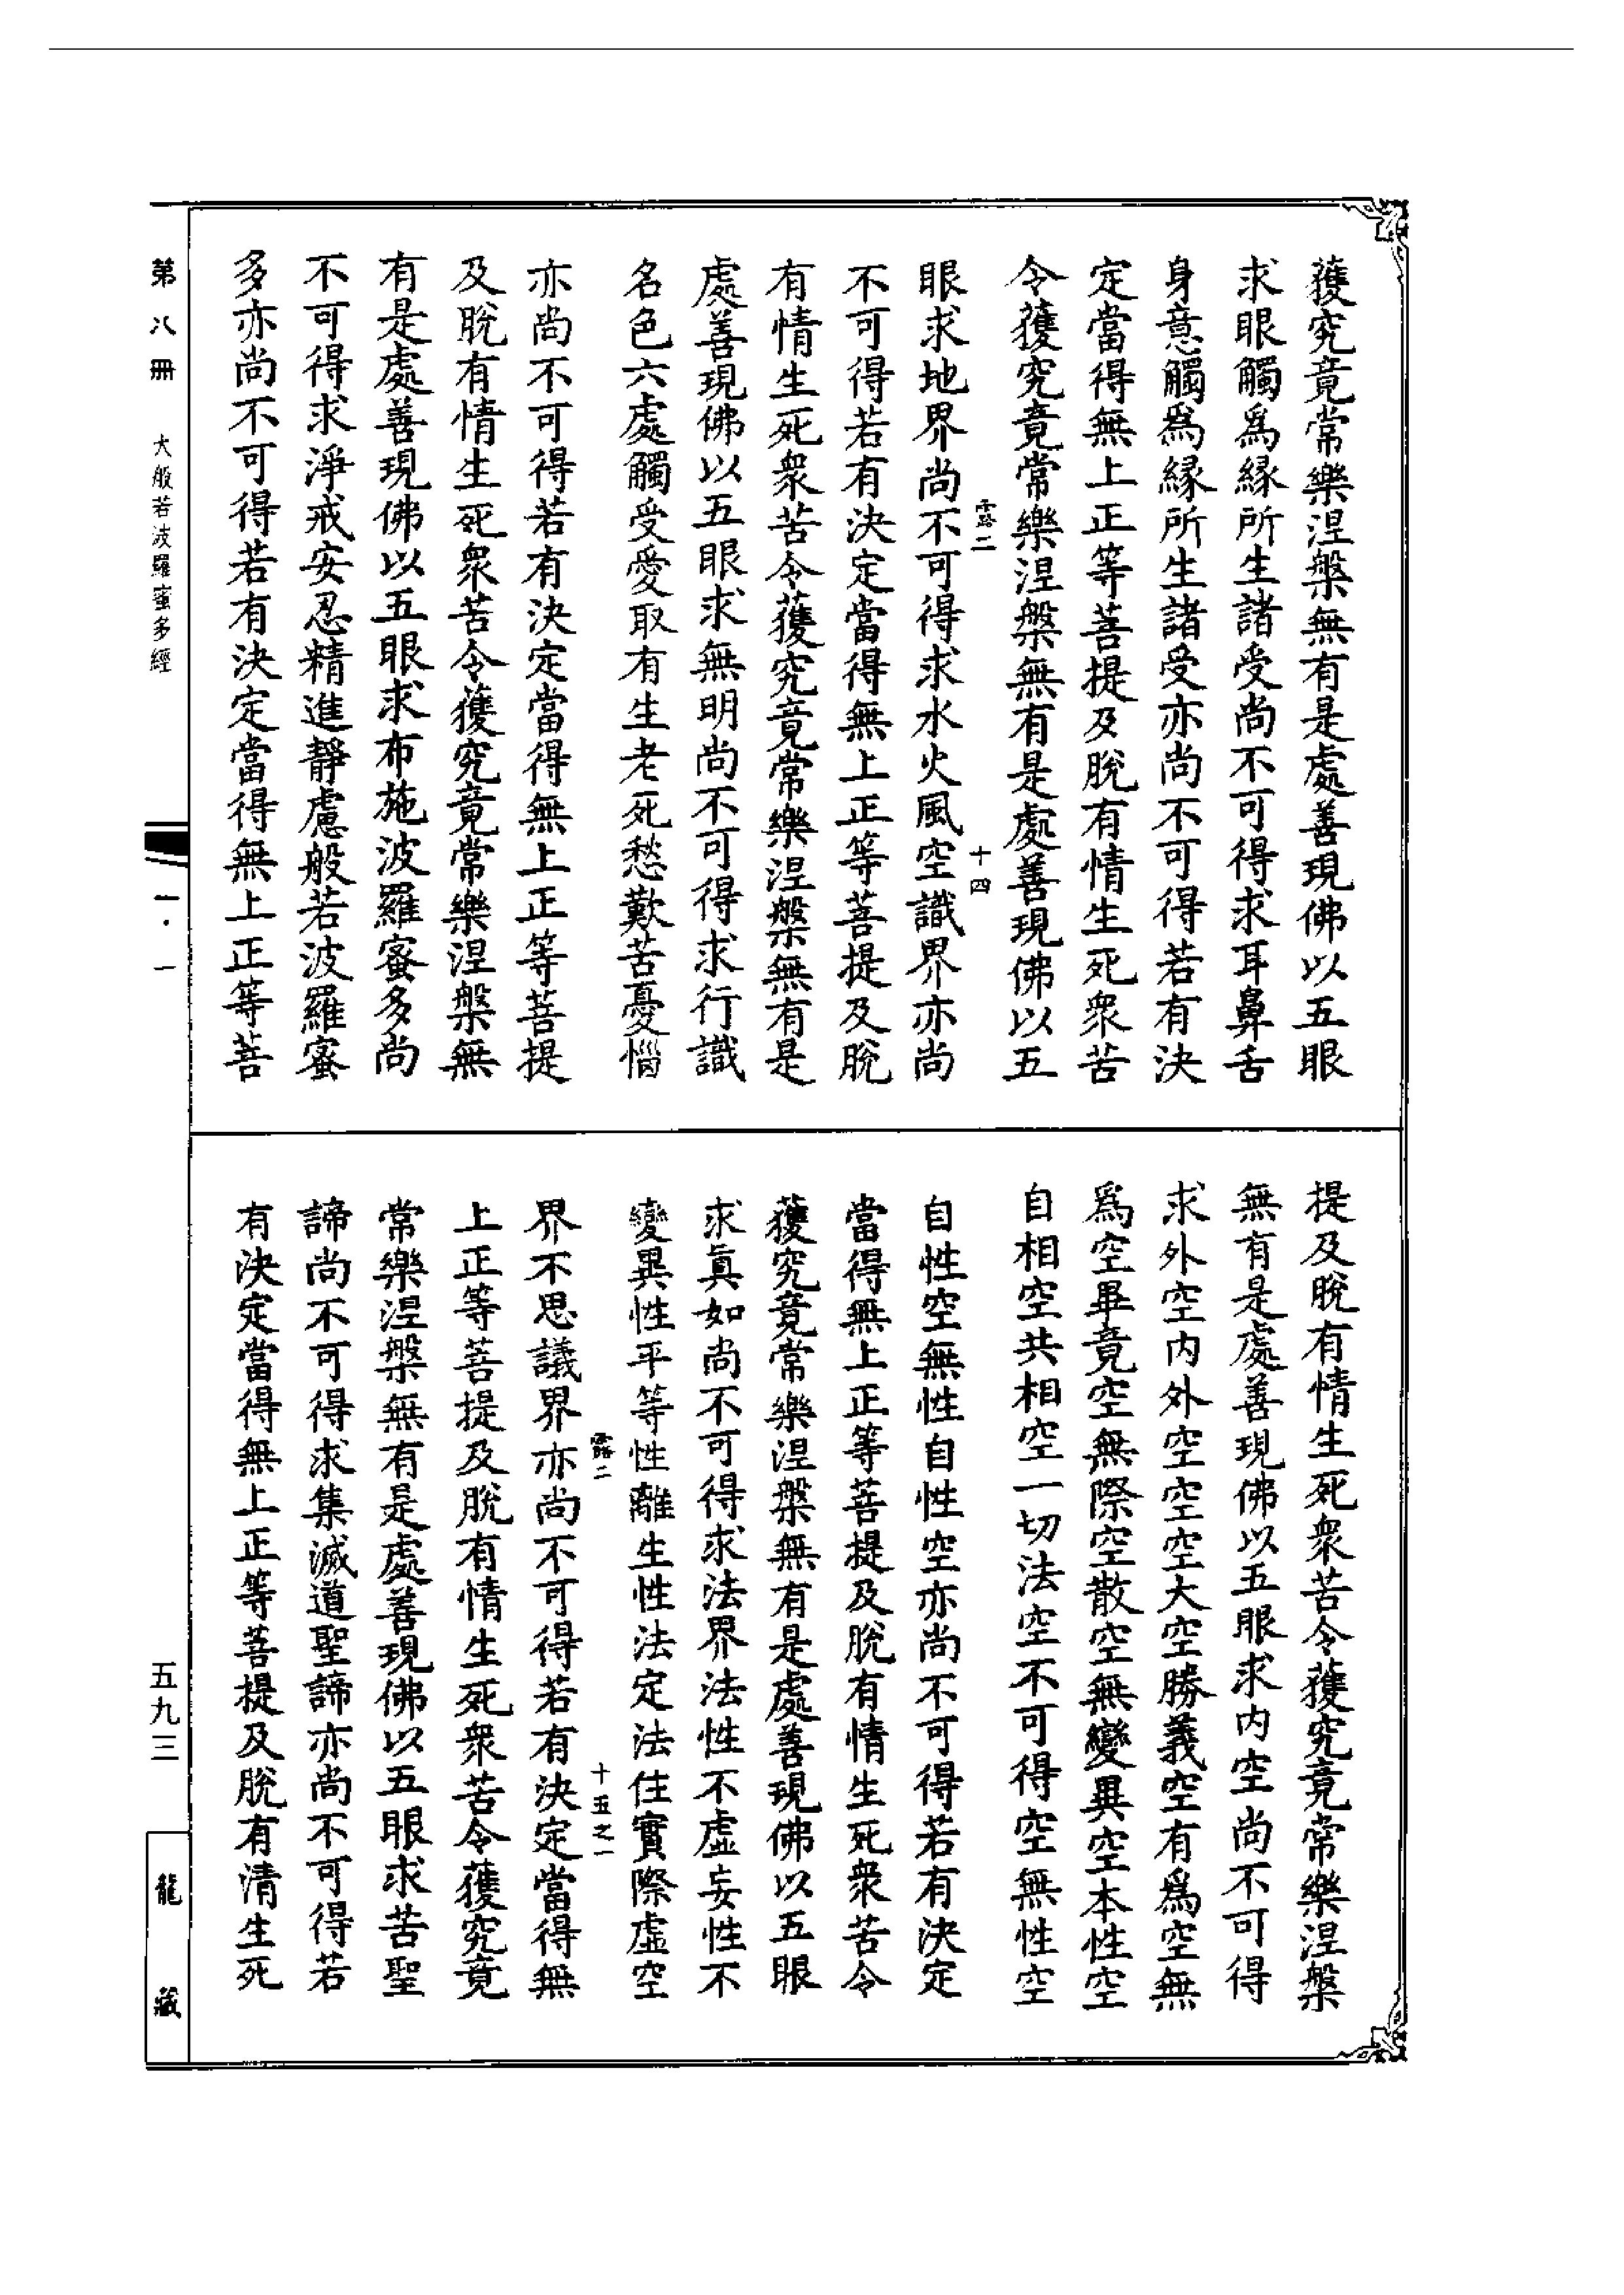 獲究竟常樂涅槃無有是處善現佛以五眼
求眼觸爲緣所生諸受尚不可得求耳鼻舌
身意觸爲緣所生諸受亦尚不可得若有決
定當得無上正等菩提及脫有情生死衆苦
令獲究竟常樂涅槃無有是處善現佛以五
露二
十四
眼求地界尚不可得求水火風空識界亦尚
不可得若有決定當得無上正等菩提及脫
有情生死衆苦令獲究竟常樂涅槃無有是
處善現佛以五眼求無明尚不可得求行識
名色六處觸受愛取有生老死愁歎苦憂惱
亦尚不可得若有決定當得無上正等菩提
及脫有情生死衆苦令獲究竟常樂涅槃無
有是處善現佛以五眼求布施波羅蜜多尚
不可得求淨戒安忍精進靜慮般若波羅蜜
多亦尚不可得若有決定當得無上正等菩
提及脫有情生死衆苦令獲究竟常樂涅槃
無有是處善現佛以五眼求內空尚不可得
求外空內外空空空大空勝義空有爲空無
爲空畢竟空無際空散空無變異空本性空
自相空共相空一切法空不可得空無性空
自性空無性自性空亦尚不可得若有決定
當得無上正等菩提及脫有情生死衆苦令
獲究竟常樂涅槃無有是處善現佛以五眼
求眞如尚不可得求法界法性不虛妄性不
變異性平等性離生性法定法住實際虛空
露二
十五之一
界不思議界亦尚不可得若有決定當得無
上正等菩提及脫有情生死衆苦令獲究竟
常樂涅槃無有是處善現佛以五眼求苦聖
諦尚不可得求集滅道聖諦亦尚不可得若
有決定當得無上正等菩提及脫有清生死
第八冊 大般若波羅蜜多經 一·一
五九三
龍藏